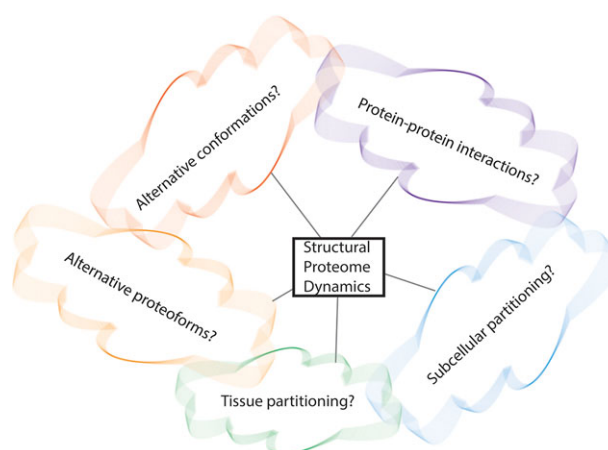 Alternative conformations?
Protein-protein interactions?
Structural
Proteome
Dynamics
Alternative proteoforms?
Subcellular partitioning?
Tissue partitioning?